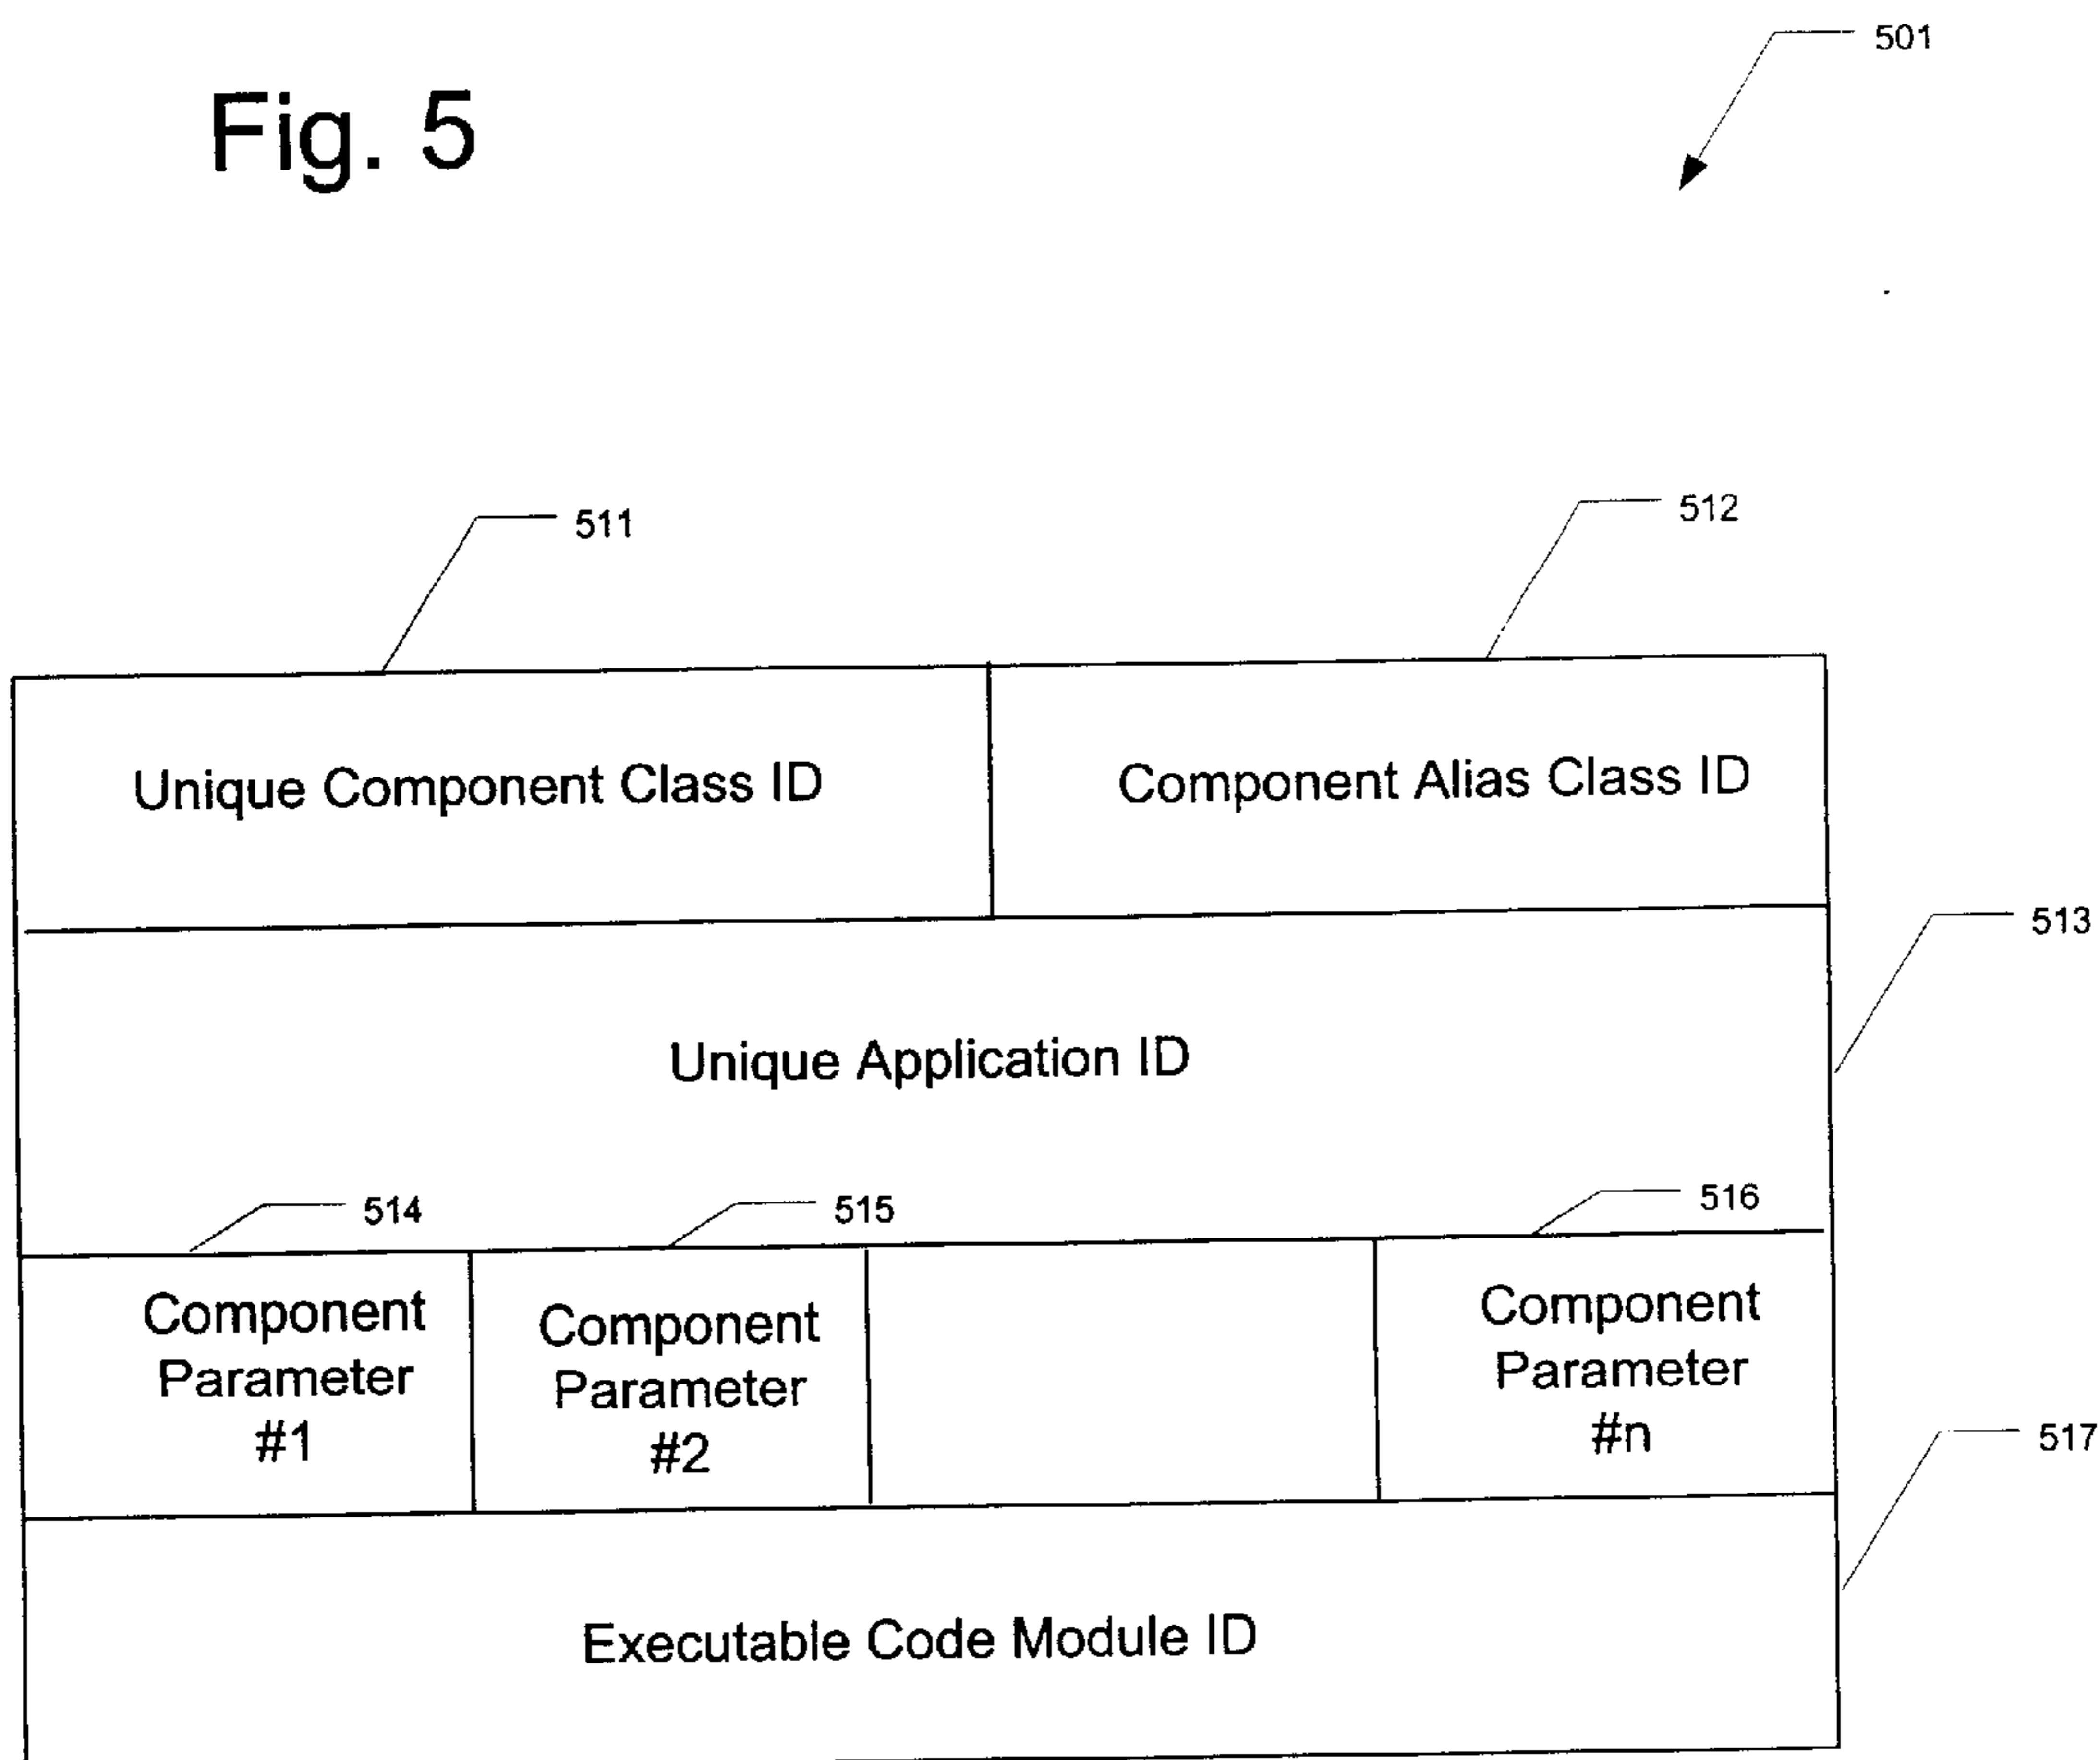 Fig. 5
501
511
512
Unique Component Class ID
Component Alias Class ID
513
Unique Application ID
514
515
516
Component
Parameter
#1
Component
Parameter
#2
Component
Parameter
#n
517
Executable Code Module ID